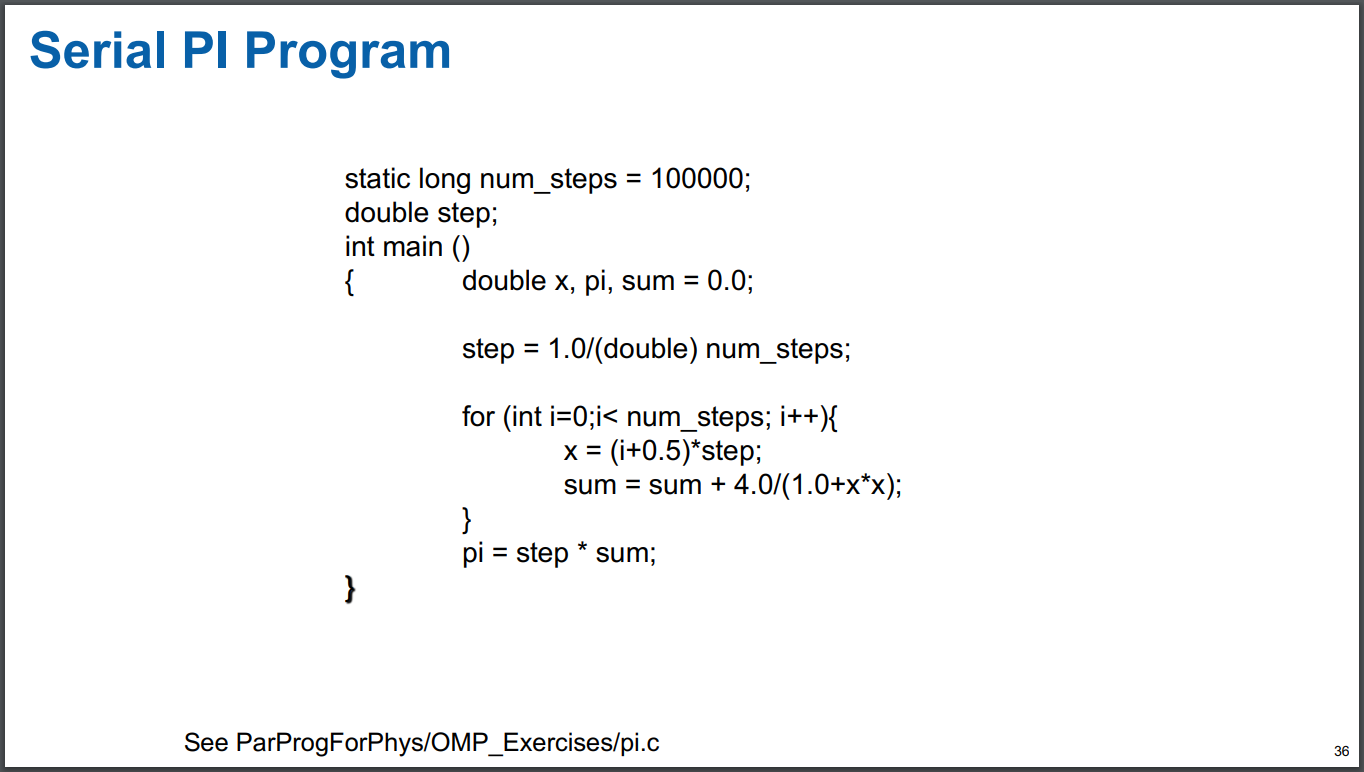 Serial PI Program
static long num_steps = 100000;
double step;
int main ()
{ double x, pi, sum = 0.0;
step = 1.0/(double) num_steps;
for (int i=0;i< num_steps; i++){
x = (i+0.5)*step;
sum = sum + 4.0/(1.0+x*x);
}
pi = step * sum;
}
See ParProgForPhys/OMP_Exercises/pi.c
36